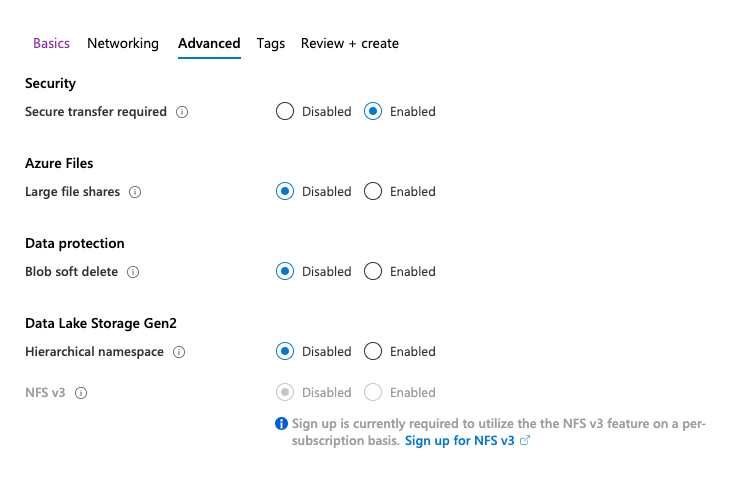 Basics Networking Advanced Tags Review + create
Security
Secure transfer required Disabled Enabled
Azure Files
Large file shares Disabled Enabled
Data protection
Blob soft delete Disabled Enabled
Data Lake Storage Gen2
Hierarchical namespace Disabled Enabled
NFS v3 Disabled Enabled
Sign up is currently required to utilize the the NFS v3 feature on a per-
subscription basis. Sign up for NFS v3